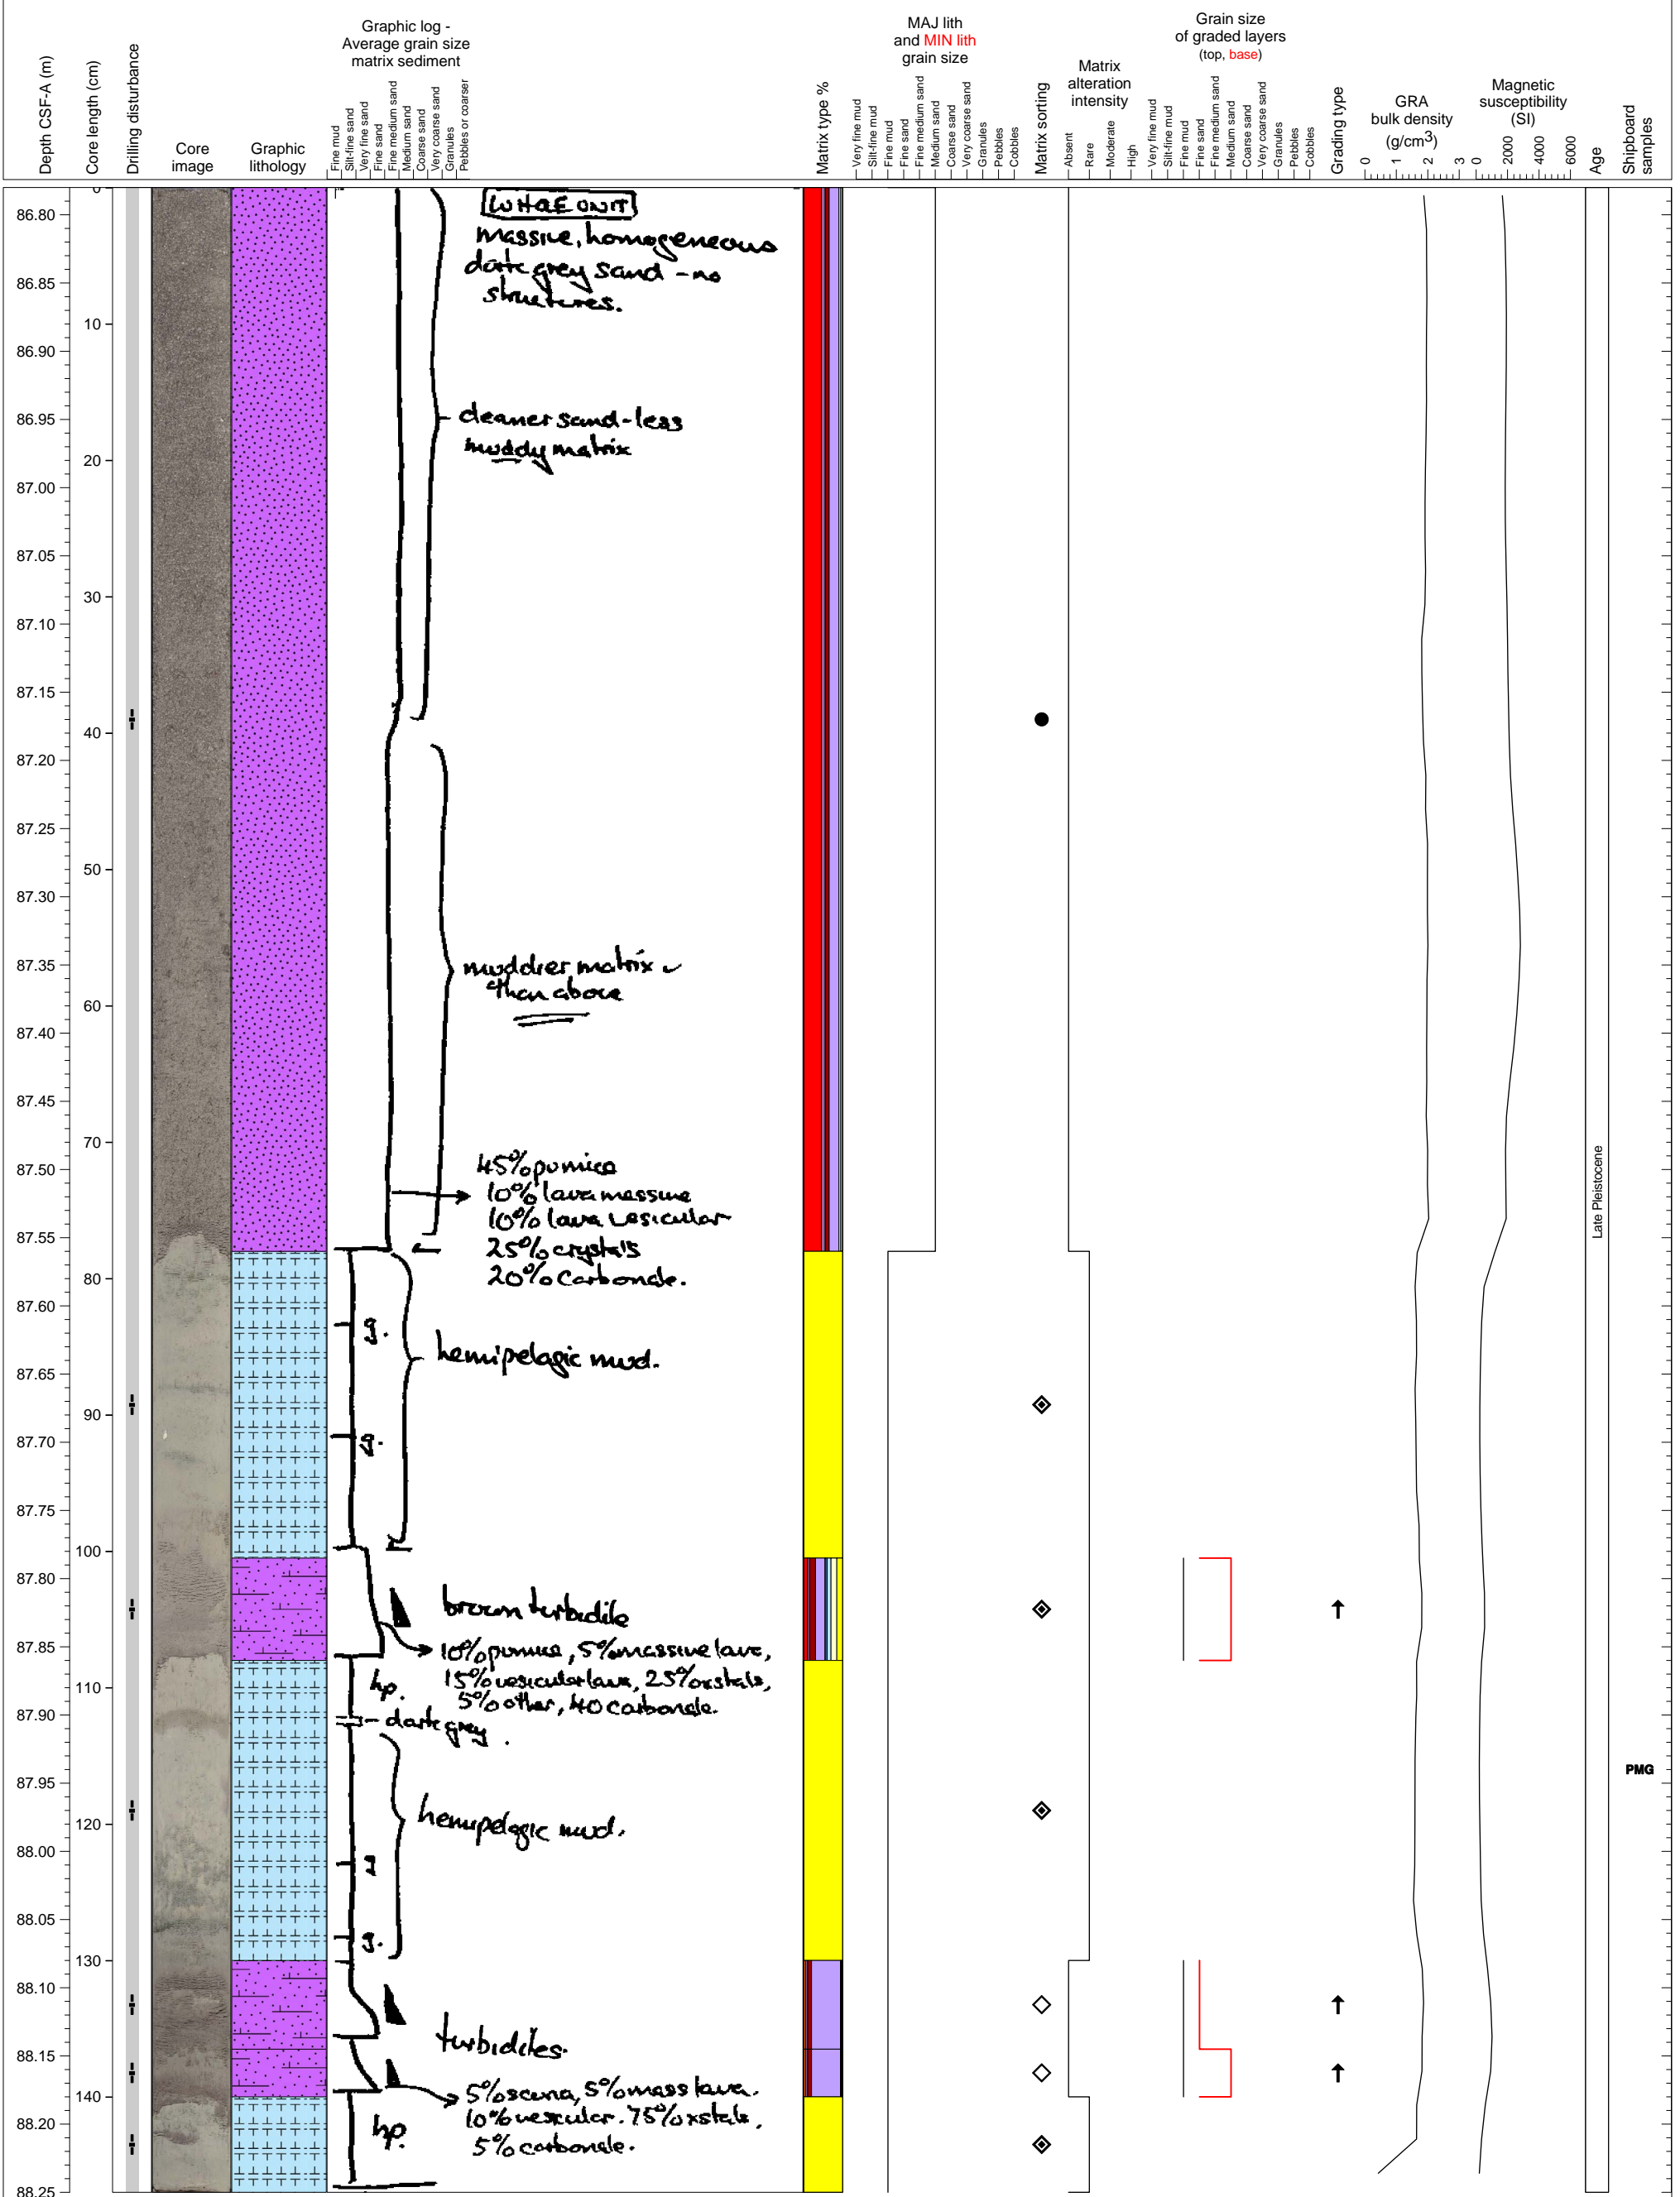 Depth CSF-A (m)
Core length (cm)
Drilling disturbance
Core
image
Graphic
lithology
Graphic log -
Average grain size
matrix sediment
Fine mud
Silt-fine sand
Very fine sand
Fine sand
Fine medium sand
Medium sand
Coarse sand
Very coarse sand
Granules
Pebbles or coarser
Matrix type %
MAJ lith
and MIN lith
grain size
Very fine mud
Silt-fine mud
Fine mud
Fine sand
Fine medium sand
Medium sand
Coarse sand
Very coarse sand
Granules
Pebbles
Cobbles
Matrix sorting
Matrix
alteration
intensity
Absent
Rare
Moderate
High
Grain size
of graded layers
(top, base)
Very fine mud
Silt-fine mud
Fine mud
Fine sand
Fine medium sand
Medium sand
Coarse sand
Very coarse sand
Granules
Pebbles
Cobbles
Grading type
GRA
bulk density
(g/cm3)
0 1 2 3
Magnetic
susceptibility
(SI)
0 2000 4000 6000
Age
Shipboard
samples
86.80
86.85
86.90
86.95
87.00
87.05
87.10
87.15
87.20
87.25
87.30
87.35
87.40
87.45
87.50
87.55
87.60
87.65
87.70
87.75
87.80
87.85
87.90
87.95
88.00
88.05
88.10
88.15
88.20
88.25
0
10
20
30
40
50
60
70
80
90
100
110
120
130
140
massive, homogeneous
dark grey sand - no
structures.
cleaner sand - less
muddy matrix
muddier matrix
than above
45% pumice
10% lava massive
10% lava vesicular
25% crystals
20% carbonate.
g.
hemipelagic mud.
g.
brown turbidite
10% pumice, 5% massive lava,
15% vesicular lava, 25% xstals,
5% other, 40 carbonate.
hp.
dark grey.
hemipelagic mud.
g
g.
turbidites.
5% scoria, 5% mass lava.
10% vesicular. 75% xstals,
5% carbonate.
hp.
Late Pleistocene
PMG